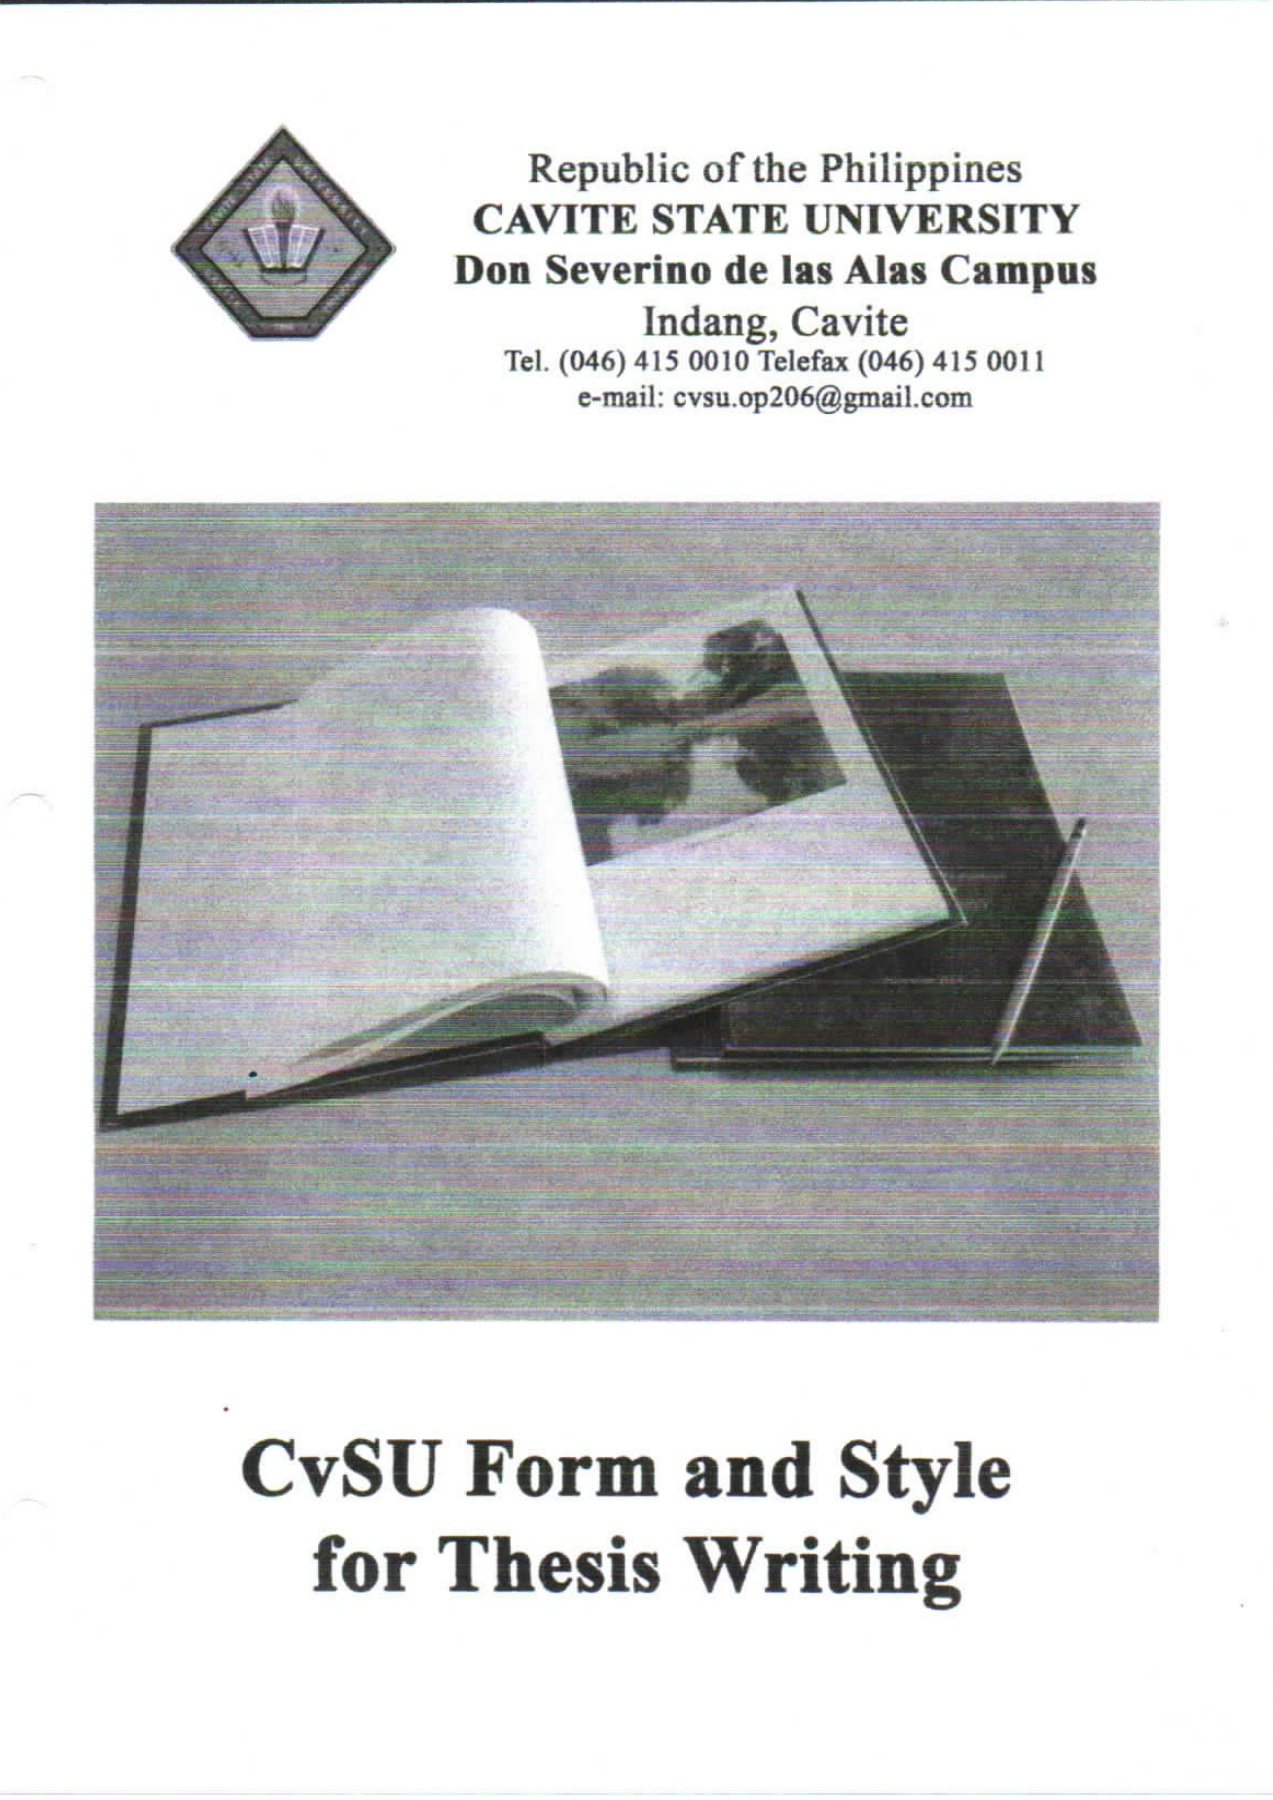 Republic of the Philippines
CAVITE STATE UNIVERSITY
Don Severino de las Alas Campus
Indang, Cavite
Tel. (046) 415 0010 Telefax (046) 415 0011
e-mail: cvsu.op206@gmail.com
CvSU Form and Style
for Thesis Writing